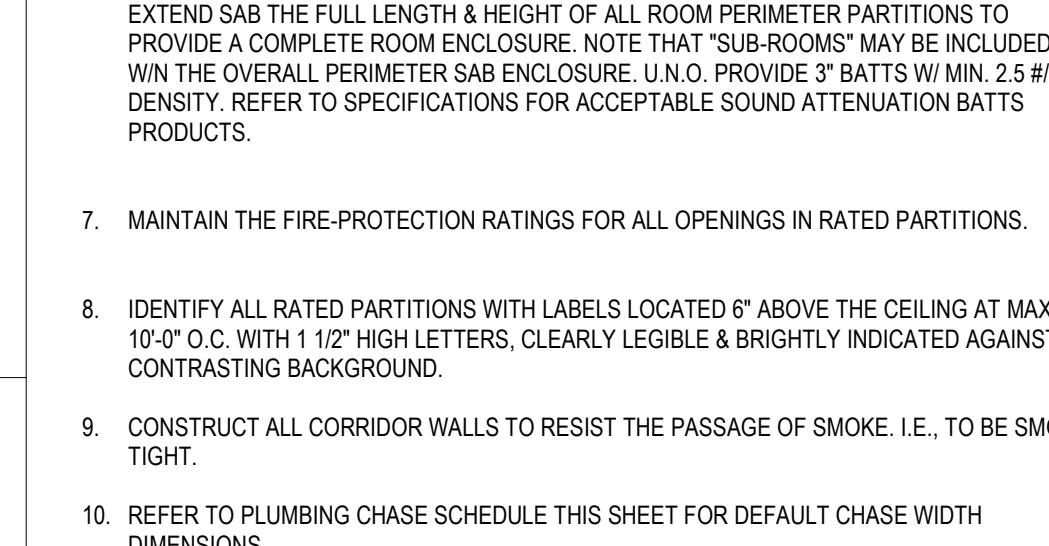 EXTEND SAB THE FULL LENGTH & HEIGHT OF ALL ROOM PERIMETER PARTITIONS TO
PROVIDE A COMPLETE ROOM ENCLOSURE. NOTE THAT "SUB-ROOMS" MAY BE INCLUDED
W/N THE OVERALL PERIMETER SAB ENCLOSURE. U.N.O. PROVIDE 3" BATTS W/ MIN. 2.5 #/
DENSITY. REFER TO SPECIFICATIONS FOR ACCEPTABLE SOUND ATTENUATION BATTS
PRODUCTS.
7. MAINTAIN THE FIRE-PROTECTION RATINGS FOR ALL OPENINGS IN RATED PARTITIONS.
8. IDENTIFY ALL RATED PARTITIONS WITH LABELS LOCATED 6" ABOVE THE CEILING AT MAX
10'-0" O.C. WITH 1 1/2" HIGH LETTERS, CLEARLY LEGIBLE & BRIGHTLY INDICATED AGAINST
CONTRASTING BACKGROUND.
9. CONSTRUCT ALL CORRIDOR WALLS TO RESIST THE PASSAGE OF SMOKE. I.E., TO BE
TIGHT.
10. REFER TO PLUMBING CHASE SCHEDULE THIS SHEET FOR DEFAULT CHASE WIDTH
DIMENSIONS